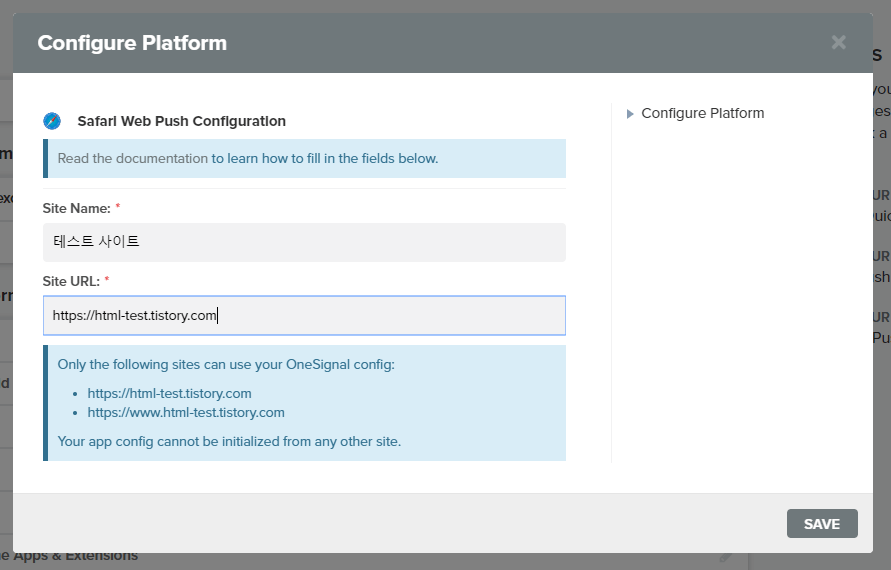 Configure Platform
Safari Web Push Configuration
Read the documentation to learn how to fill in the fields below.
Site Name: *
테스트 사이트
Site URL: *
https://html-test.tistory.com
Only the following sites can use your OneSignal config:
• https://html-test.tistory.com
• https://www.html-test.tistory.com
Your app config cannot be initialized from any other site.
Configure Platform
SAVE
Apps & Extensions